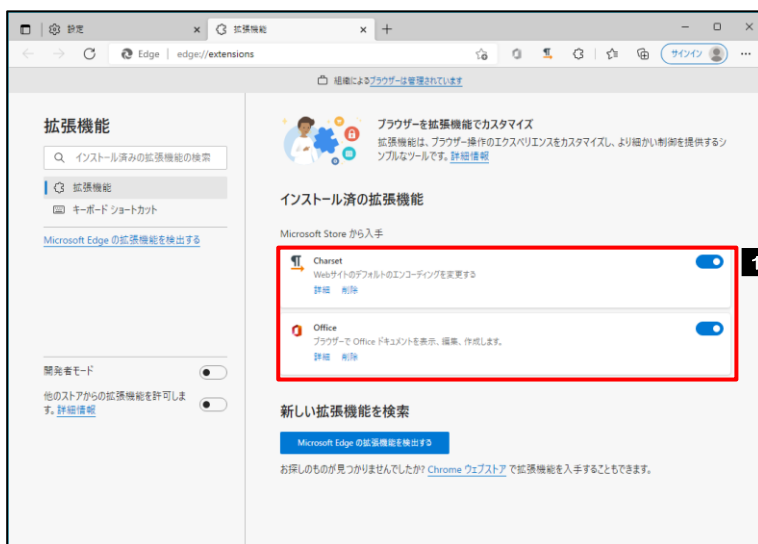 設定
拡張機能
Edge | edge://extensions
サインイン
組織によるブラウザーは管理されています
拡張機能
インストール済みの拡張機能の検索
拡張機能
キーボード ショートカット
Microsoft Edge の拡張機能を検出する
開発者モード
他のストアからの拡張機能を許可しま
す。詳細情報
ブラウザーを拡張機能でカスタマイズ
拡張機能は、ブラウザー操作のエクスペリエンスをカスタマイズし、より細かい制御を提供するシ
ンプルなツールです。詳細情報
インストール済の拡張機能
Microsoft Store から入手
Charset
Webサイトのデフォルトのエンコーディングを変更する
詳細 削除
1
Office
ブラウザーで Office ドキュメントを表示、編集、作成します。
詳細 削除
新しい拡張機能を検索
Microsoft Edge の拡張機能を検出する
お探しのものが見つかりませんでしたか? Chrome ウェブストア で拡張機能を入手することもできます。